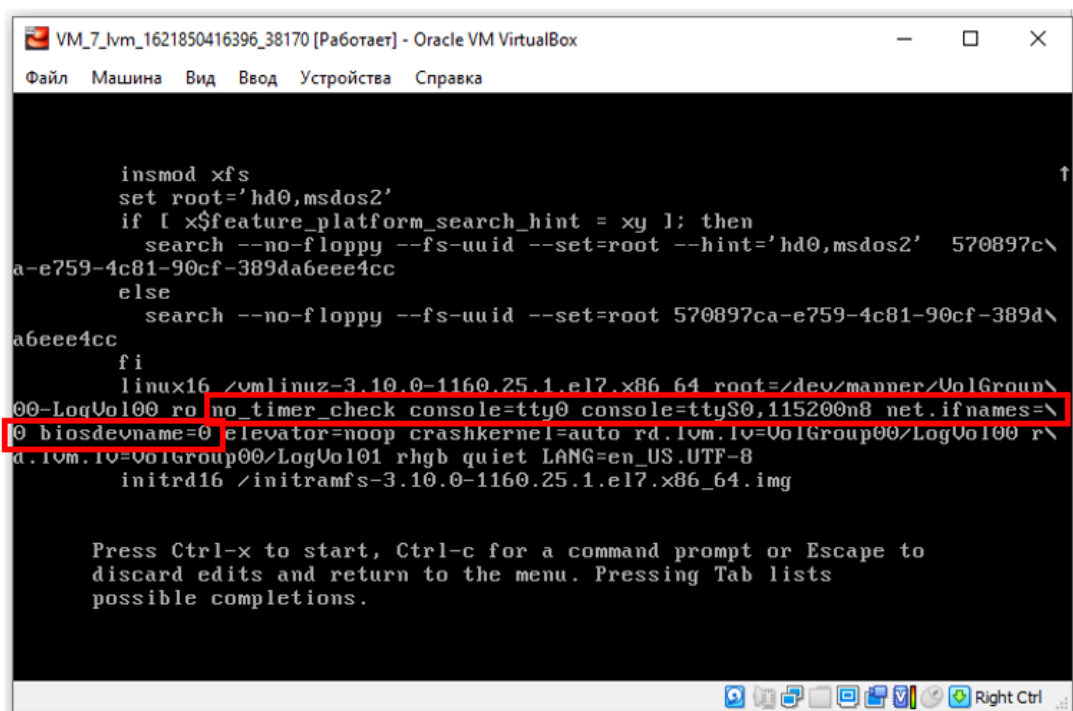 VM_7_lvm_1621850416396_38170 [Работает] - Oracle VM VirtualBox
Файл Машина Вид Ввод Устройства Справка
insmod xfs
set root='hd0,msdos2'
if [ x$feature_platform_search_hint = xy ]; then
search --no-floppy --fs-uuid --set=root --hint='hd0,msdos2' 570897c\
a-e759-4c81-90cf-389da6eee4cc
else
search --no-floppy --fs-uuid --set=root 570897ca-e759-4c81-90cf-389d\
a6eee4cc
fi
linux16 /vmlinuz-3.10.0-1160.25.1.el7.x86_64 root=/dev/mapper/VolGroup\
00-LogVol00 ro no_timer_check console=tty0 console=ttyS0,115200n8 net.ifnames=\
0 biosdevname=0 elevator=noop crashkernel=auto rd.lvm.lv=VolGroup00/LogVol00 r\
d.lvm.lv=VolGroup00/LogVol01 rhgb quiet LANG=en_US.UTF-8
initrd16 /initramfs-3.10.0-1160.25.1.el7.x86_64.img
Press Ctrl-x to start, Ctrl-c for a command prompt or Escape to
discard edits and return to the menu. Pressing Tab lists
possible completions.
Right Ctrl